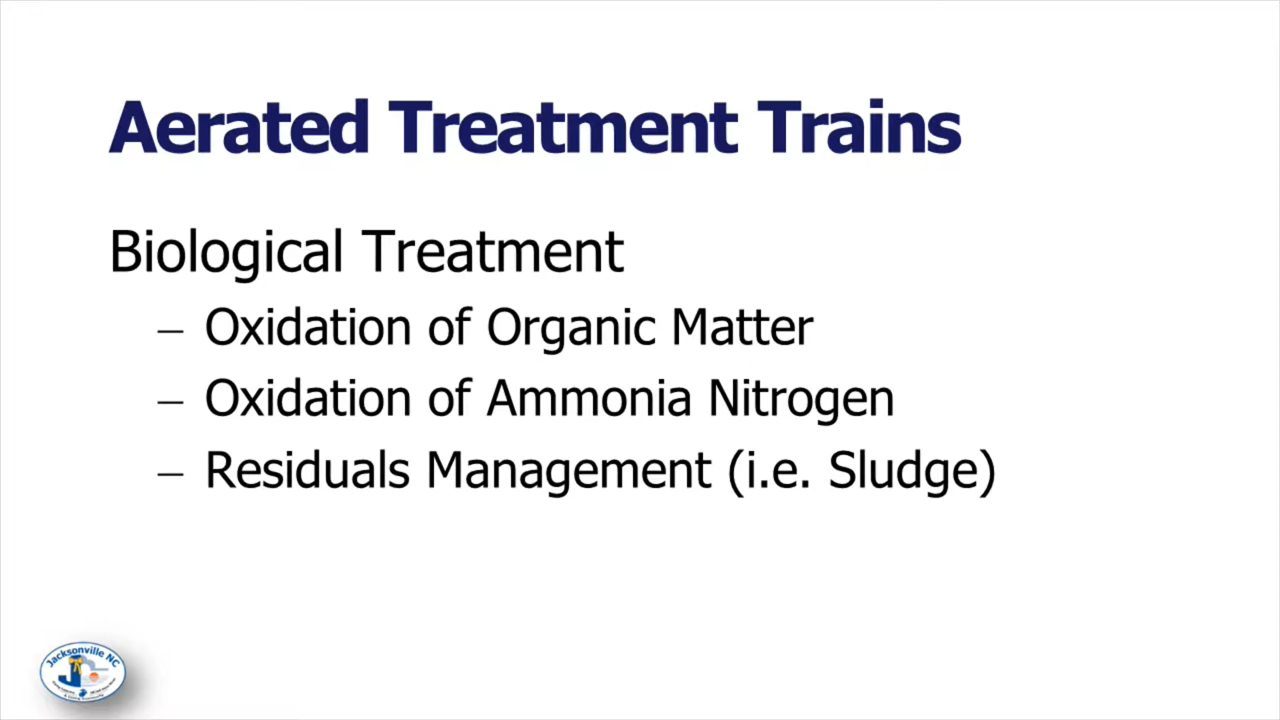 Aerated Treatment Trains
Biological Treatment
– Oxidation of Organic Matter
– Oxidation of Ammonia Nitrogen
– Residuals Management (i.e. Sludge)
Jacksonville NC